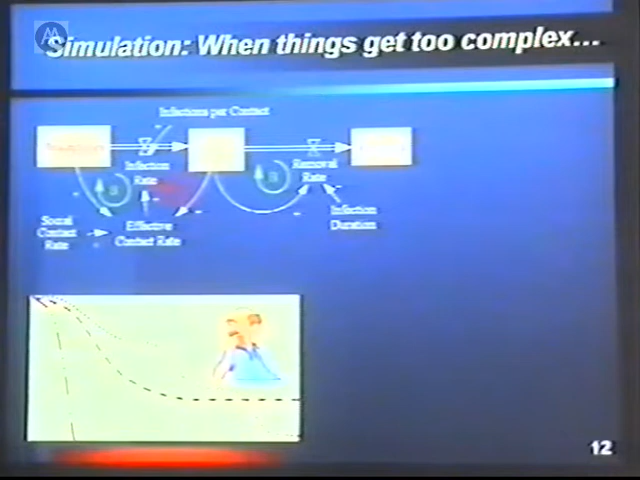 Simulation: When things get too complex...
Infections per Contact
Infection
Rate
Removal
Rate
B
B
Social
Contact
Rate
Effective
Contact Rate
Infection
Duration
12